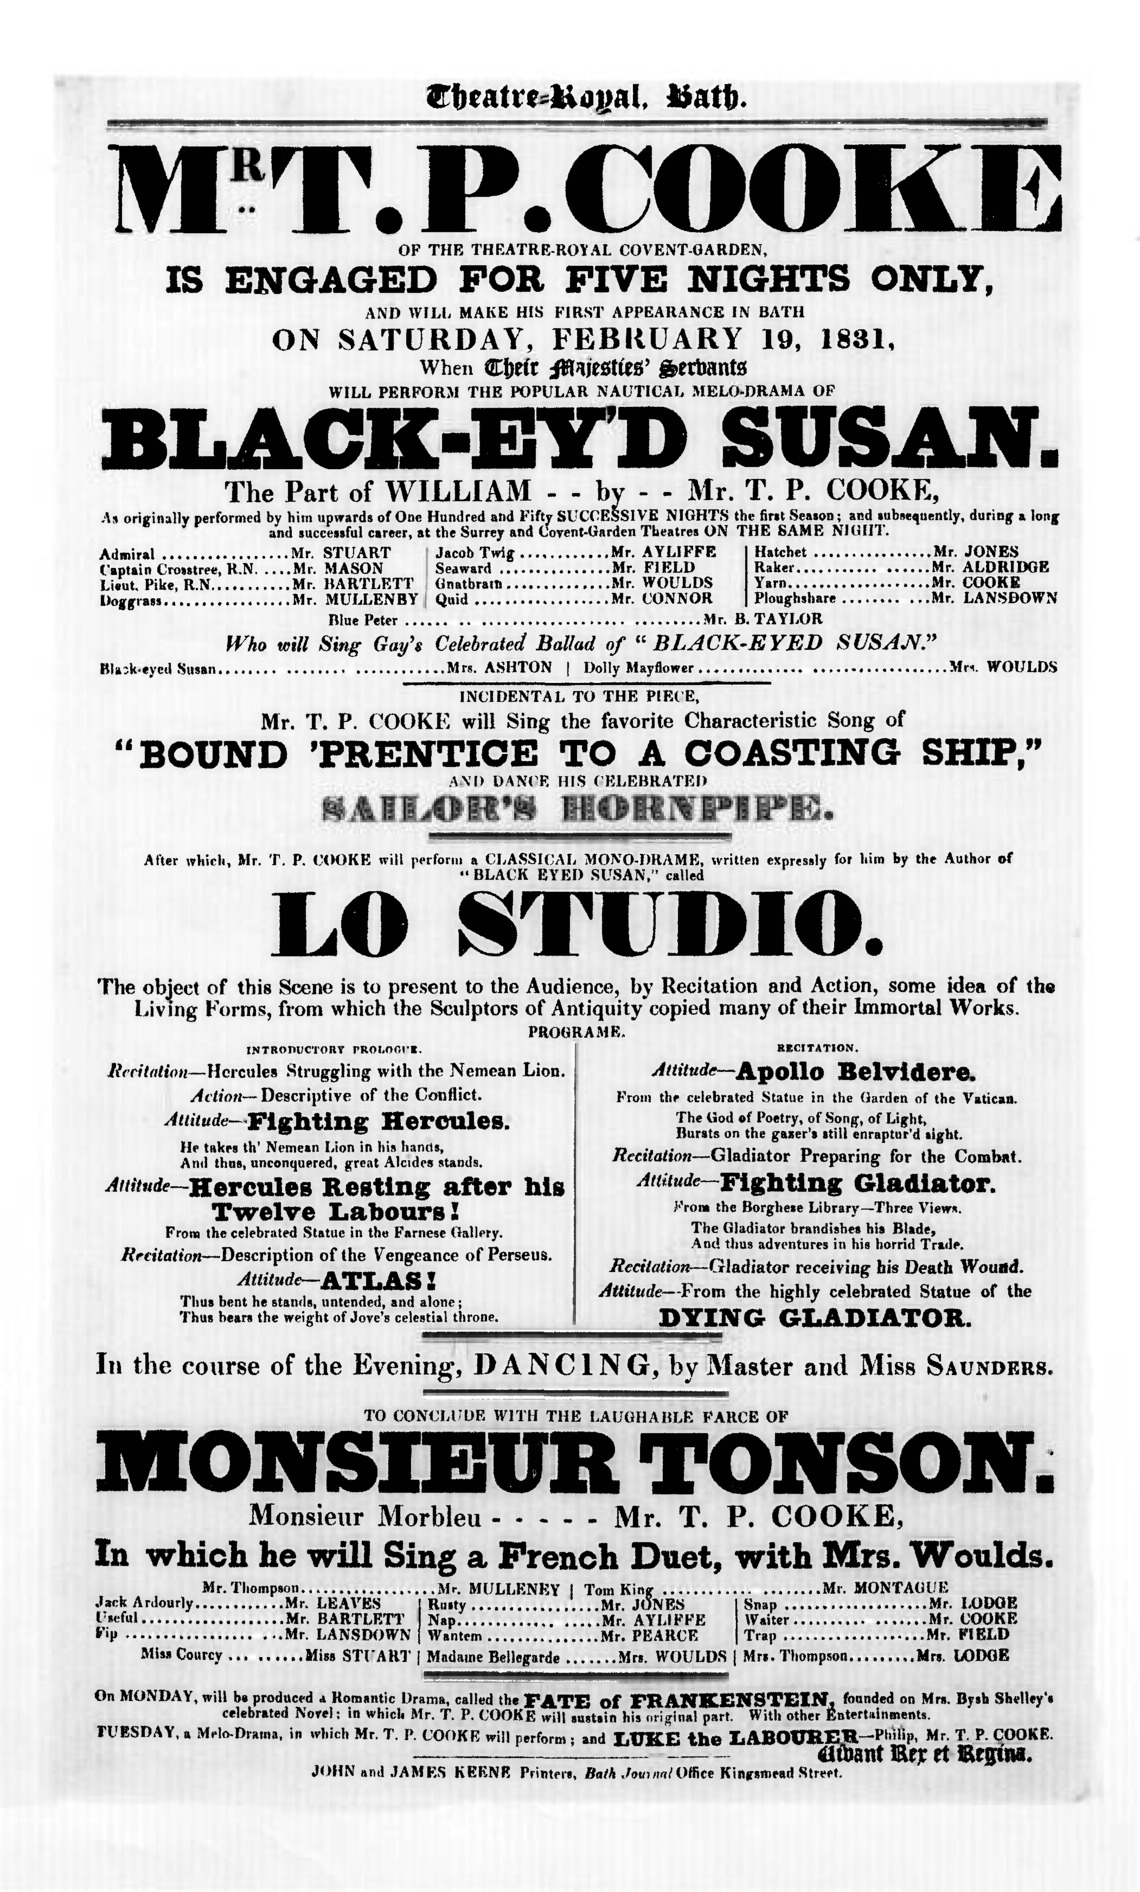 Theatre-Royal, Bath.
MR. T. P. COOKE
OF THE THEATRE-ROYAL COVENT-GARDEN,
IS ENGAGED FOR FIVE NIGHTS ONLY,
AND WILL MAKE HIS FIRST APPEARANCE IN BATH
ON SATURDAY, FEBRUARY 19, 1831,
When Their Majesties' Servants
WILL PERFORM THE POPULAR NAUTICAL MELO-DRAMA OF
BLACK-EY'D SUSAN.
The Part of WILLIAM - - by - - Mr. T. P. COOKE,
As originally performed by him upwards of One Hundred and Fifty SUCCESSIVE NIGHTS the first Season; and subsequently, during a long
and successful career, at the Surrey and Covent-Garden Theatres ON THE SAME NIGHT.
Admiral ................Mr. STUART
Captain Crosstree, R.N. ....Mr. MASON
Lieut. Pike, R.N...........Mr. BARTLETT
Doggrass................Mr. MULLENBY
Jacob Twig ...........Mr. AYLIFFE
Seaward ..............Mr. FIELD
Gnatbrain .............Mr. WOULDS
Quid .................Mr. CONNOR
Hatchet ...............Mr. JONES
Raker.......... .......Mr. ALDRIDGE
Yarn..................Mr. COOKE
Ploughshare ........ ...Mr. LANSDOWN
Blue Peter ...... .. ..................... .........Mr. B. TAYLOR
Who will Sing Gay's Celebrated Ballad of "BLACK-EYED SUSAN."
Black-eyed Susan........ ......... ............Mrs. ASHTON | Dolly Mayflower............. .................Mrs. WOULDS
INCIDENTAL TO THE PIECE,
Mr. T. P. COOKE will Sing the favorite Characteristic Song of
"BOUND 'PRENTICE TO A COASTING SHIP,"
AND DANCE HIS CELEBRATED
SAILOR'S HORNPIPE.
After which, Mr. T. P. COOKE will perform a CLASSICAL MONO-DRAME, written expressly for him by the Author of
"BLACK EYED SUSAN," called
LO STUDIO.
The object of this Scene is to present to the Audience, by Recitation and Action, some idea of the
Living Forms, from which the Sculptors of Antiquity copied many of their Immortal Works.
PROGRAME.
INTRODUCTORY PROLOGUE.
Recitation—Hercules Struggling with the Nemean Lion.
Action—Descriptive of the Conflict.
Attitude—Fighting Hercules.
He takes th' Nemean Lion in his hands,
And thus, unconquered, great Alcides stands.
Attitude—Hercules Resting after his
Twelve Labours!
From the celebrated Statue in the Farnese Gallery.
Recitation—Description of the Vengeance of Perseus.
Attitude—ATLAS!
Thus bent he stands, untended, and alone;
Thus bears the weight of Jove's celestial throne.
RECITATION.
Attitude—Apollo Belvidere.
From the celebrated Statue in the Garden of the Vatican.
The God of Poetry, of Song, of Light,
Bursts on the gazer's still enraptur'd sight.
Recitation—Gladiator Preparing for the Combat.
Attitude—Fighting Gladiator.
From the Borghese Library—Three Views.
The Gladiator brandishes his Blade,
And thus adventures in his horrid Trade.
Recitation—Gladiator receiving his Death Wound.
Attitude—From the highly celebrated Statue of the
DYING GLADIATOR.
In the course of the Evening, DANCING, by Master and Miss SAUNDERS.
TO CONCLUDE WITH THE LAUGHABLE FARCE OF
MONSIEUR TONSON.
Monsieur Morbleu - - - - - Mr. T. P. COOKE,
In which he will Sing a French Duet, with Mrs. Woulds.
Mr. Thompson.................Mr. MULLENEY | Tom King ........... ........Mr. MONTAGUE
Jack Ardourly...........Mr. LEAVES
Useful..................Mr. BARTLETT
Fip ................. ...Mr. LANSDOWN
Rusty .................Mr. JONES
Nap............ .....Mr. AYLIFFE
Wantem ..............Mr. PEARCE
Snap ..................Mr. LODGE
Waiter.......... .......Mr. COOKE
Trap ..................Mr. FIELD
Miss Courcy ... ......Miss STUART | Madame Bellegarde .......Mrs. WOULDS | Mrs. Thompson.........Mrs. LODGE
On MONDAY, will be produced a Romantic Drama, called the FATE of FRANKENSTEIN, founded on Mrs. Bysh Shelley's
celebrated Novel; in which Mr. T. P. COOKE will sustain his original part. With other Entertainments.
TUESDAY, a Melo-Drama, in which Mr. T. P. COOKE will perform; and LUKE the LABOURER—Philip, Mr. T. P. COOKE.
Vivant Rex et Regina.
JOHN and JAMES KEENE Printers, Bath Journal Office Kingsmead Street.